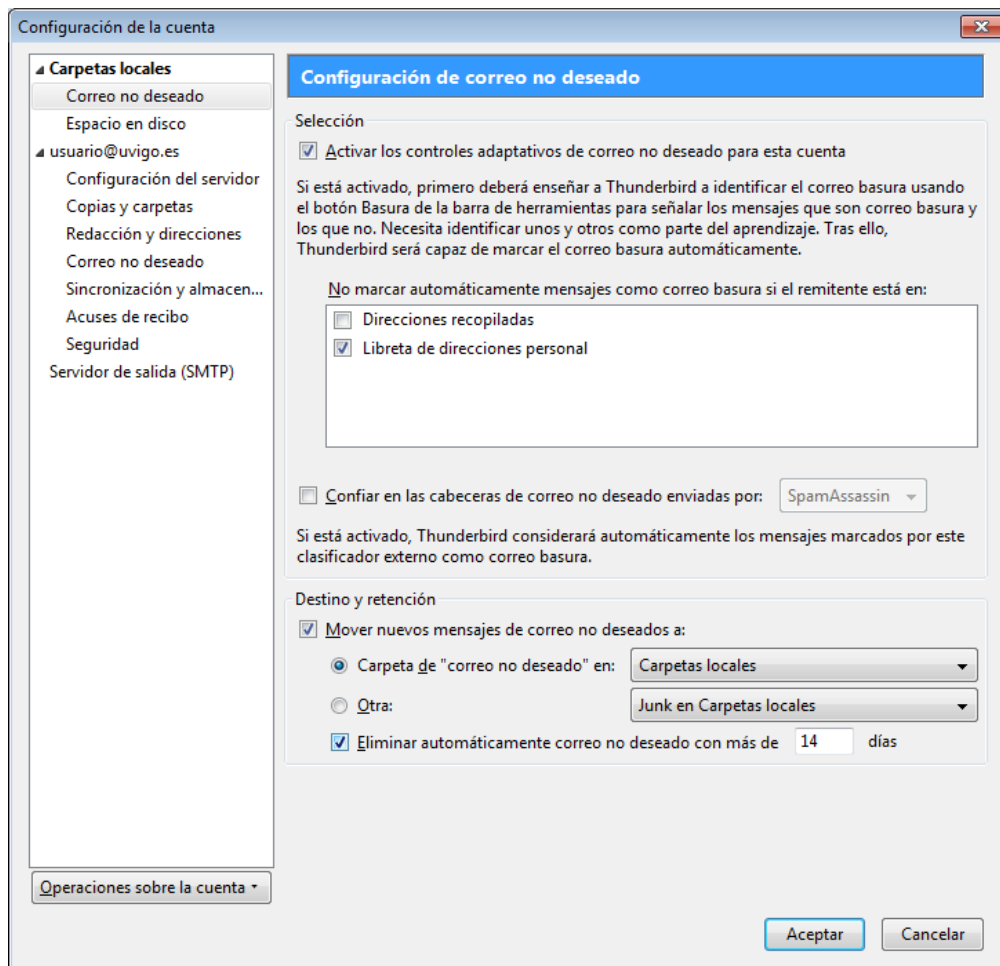 Configuración de la cuenta
Carpetas locales
Correo no deseado
Espacio en disco
usuario@uvigo.es
Configuración del servidor
Copias y carpetas
Redacción y direcciones
Correo no deseado
Sincronización y almacen...
Acuses de recibo
Seguridad
Servidor de salida (SMTP)
Operaciones sobre la cuenta
Configuración de correo no deseado
Selección
Activar los controles adaptativos de correo no deseado para esta cuenta
Si está activado, primero deberá enseñar a Thunderbird a identificar el correo basura usando
el botón Basura de la barra de herramientas para señalar los mensajes que son correo basura y
los que no. Necesita identificar unos y otros como parte del aprendizaje. Tras ello,
Thunderbird será capaz de marcar el correo basura automáticamente.
No marcar automáticamente mensajes como correo basura si el remitente está en:
Direcciones recopiladas
Libreta de direcciones personal
Confiar en las cabeceras de correo no deseado enviadas por: SpamAssassin
Si está activado, Thunderbird considerará automáticamente los mensajes marcados por este
clasificador externo como correo basura.
Destino y retención
Mover nuevos mensajes de correo no deseados a:
Carpeta de "correo no deseado" en: Carpetas locales
Otra: Junk en Carpetas locales
Eliminar automáticamente correo no deseado con más de 14 días
Aceptar Cancelar